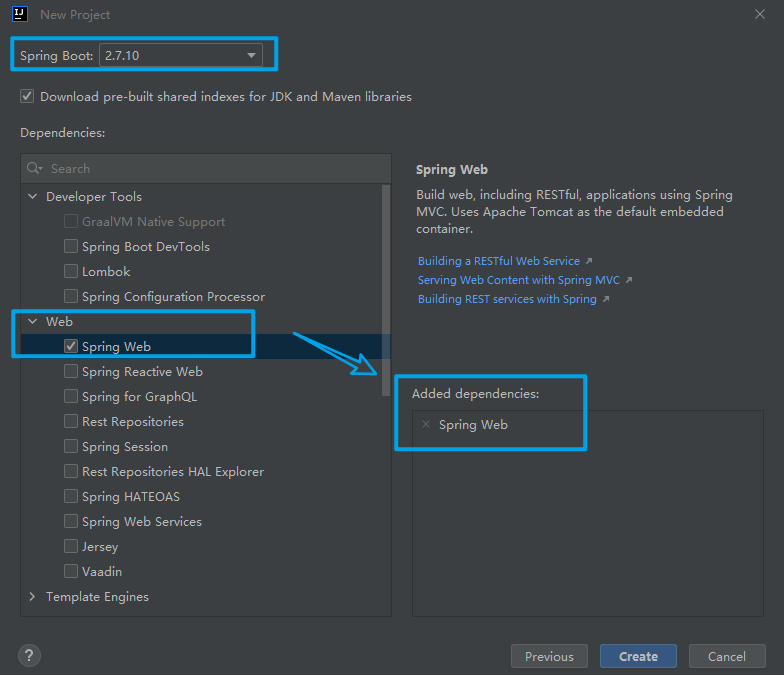 IJ
New Project
Spring Boot: 2.7.10
Download pre-built shared indexes for JDK and Maven libraries
Dependencies:
Search
Developer Tools
GraalVM Native Support
Spring Boot DevTools
Lombok
Spring Configuration Processor
Web
Spring Web
Spring Reactive Web
Spring for GraphQL
Rest Repositories
Spring Session
Rest Repositories HAL Explorer
Spring HATEOAS
Spring Web Services
Jersey
Vaadin
Template Engines
Spring Web
Build web, including RESTful, applications using Spring
MVC. Uses Apache Tomcat as the default embedded
container.
Building a RESTful Web Service
Serving Web Content with Spring MVC
Building REST services with Spring
Added dependencies:
Spring Web
?
Previous
Create
Cancel